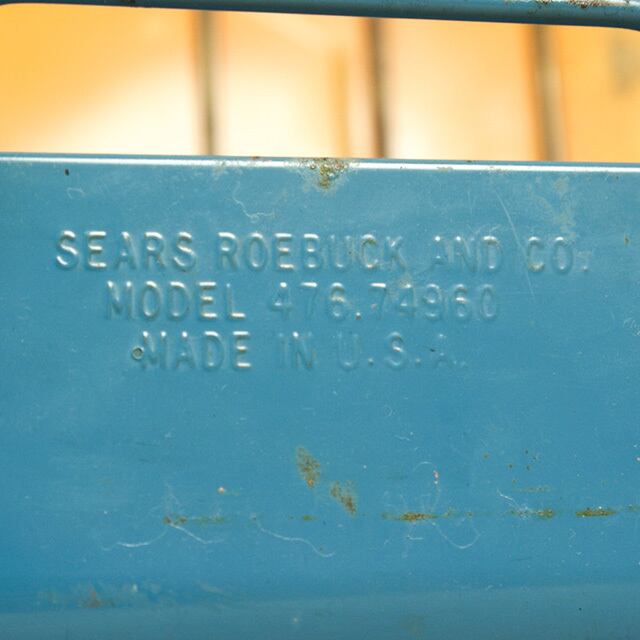 SEARS ROEBUCK AND CO.
MODEL 476.74960
MADE IN U.S.A.